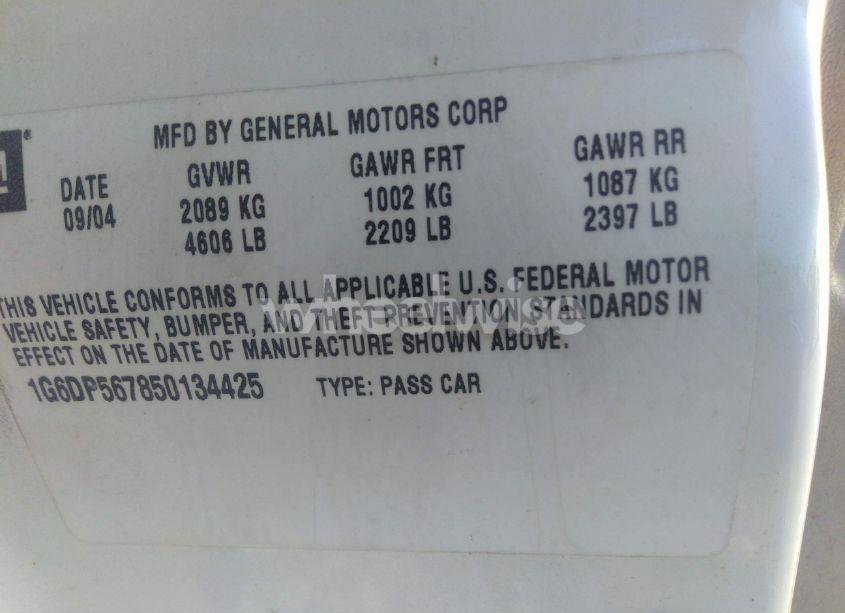 MFD BY GENERAL MOTORS CORP
DATE GVWR GAWR FRT GAWR RR
09/04 2089 KG 1002 KG 1087 KG
4606 LB 2209 LB 2397 LB
THIS VEHICLE CONFORMS TO ALL APPLICABLE U.S. FEDERAL MOTOR
VEHICLE SAFETY, BUMPER, AND THEFT PREVENTION STANDARDS IN
EFFECT ON THE DATE OF MANUFACTURE SHOWN ABOVE.
1G6DP567850134425 TYPE: PASS CAR
wheelwise